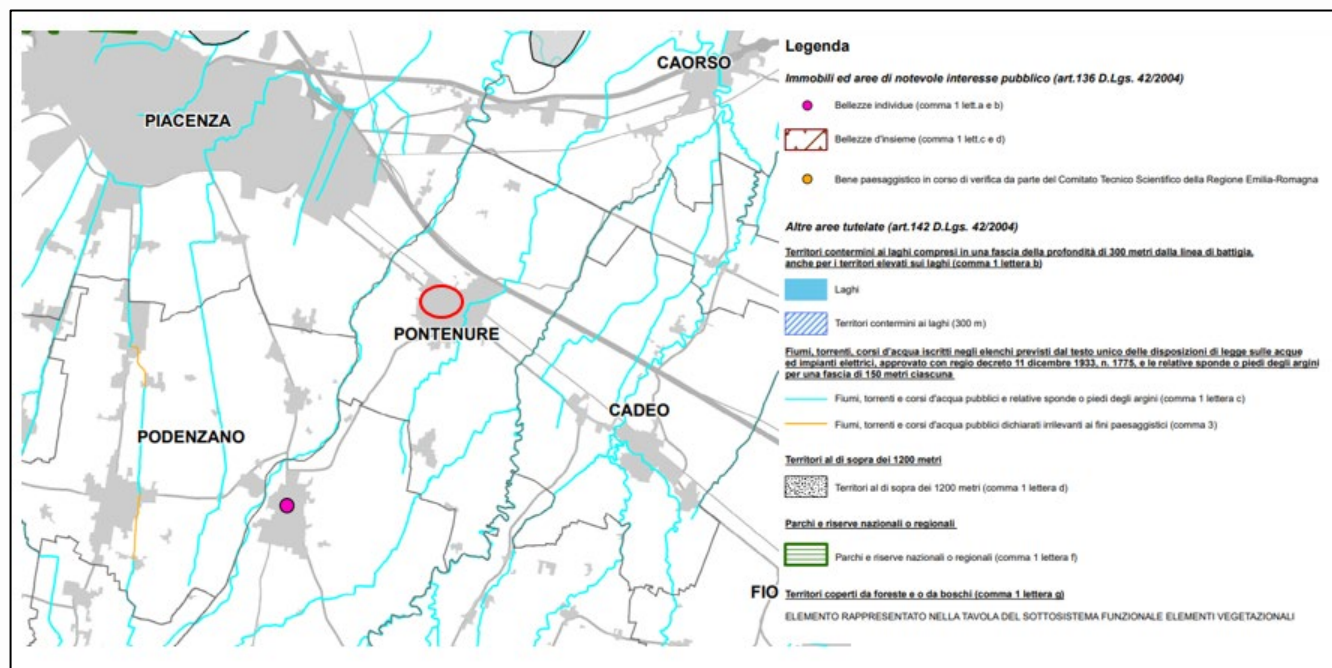 PIACENZA
CAORSO
PONTENURE
CADEO
PODENZANO
FIO
Legenda
Immobili ed aree di notevole interesse pubblico (art.136 D.Lgs. 42/2004)
Bellezze individue (comma 1 lett.a e b)
Bellezze d'insieme (comma 1 lett.c e d)
Bene paesaggistico in corso di verifica da parte del Comitato Tecnico Scientifico della Regione Emilia-Romagna
Altre aree tutelate (art.142 D.Lgs. 42/2004)
Territori contermini ai laghi compresi in una fascia della profondità di 300 metri dalla linea di battigia,
anche per i territori elevati sui laghi (comma 1 lettera b)
Laghi
Territori contermini ai laghi (300 m)
Fiumi, torrenti, corsi d'acqua iscritti negli elenchi previsti dal testo unico delle disposizioni di legge sulle acque
ed impianti elettrici, approvato con regio decreto 11 dicembre 1933, n. 1775, e le relative sponde o piedi degli argini
per una fascia di 150 metri ciascuna
Fiumi, torrenti e corsi d'acqua pubblici e relative sponde o piedi degli argini (comma 1 lettera c)
Fiumi, torrenti e corsi d'acqua pubblici dichiarati irrilevanti ai fini paesaggistici (comma 3)
Territori al di sopra dei 1200 metri
Territori al di sopra dei 1200 metri (comma 1 lettera d)
Parchi e riserve nazionali o regionali
Parchi e riserve nazionali o regionali (comma 1 lettera f)
Territori coperti da foreste e o da boschi (comma 1 lettera g)
ELEMENTO RAPPRESENTATO NELLA TAVOLA DEL SOTTOSISTEMA FUNZIONALE ELEMENTI VEGETAZIONALI